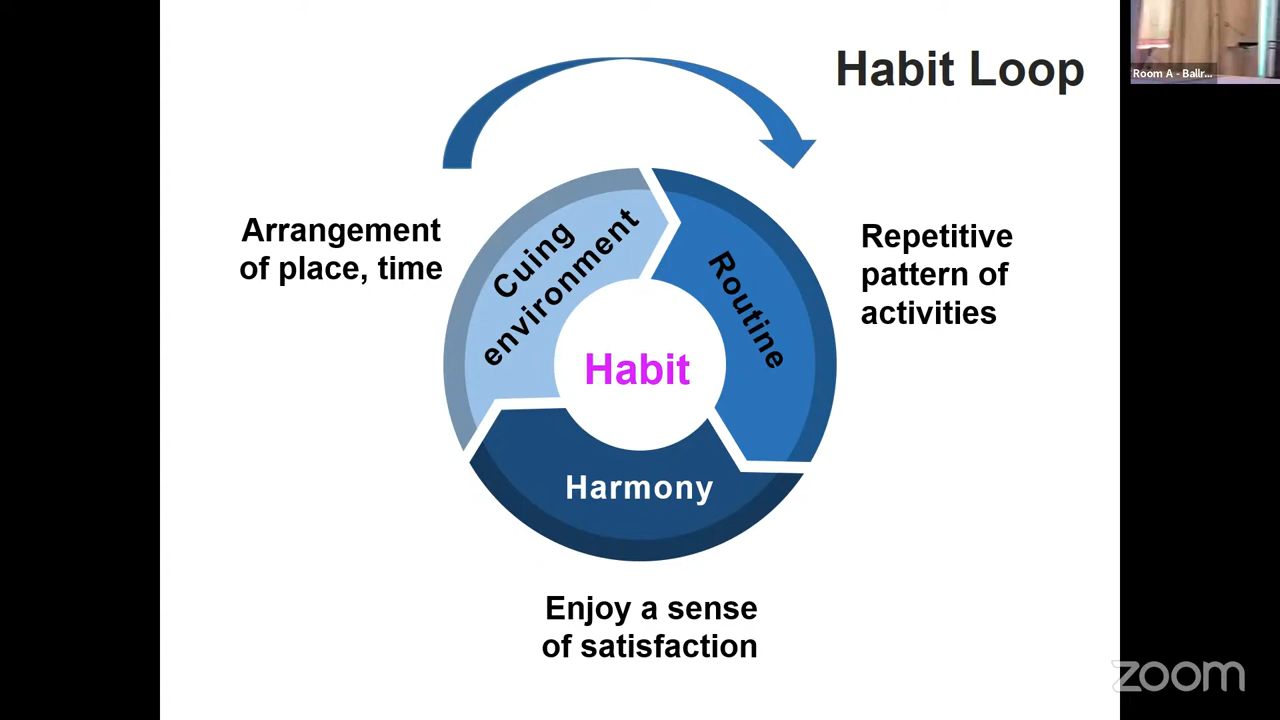 Habit Loop
Room A - Ballr...
Arrangement
of place, time
Cuing
environment
Routine
Repetitive
pattern of
activities
Habit
Harmony
Enjoy a sense
of satisfaction
zoom